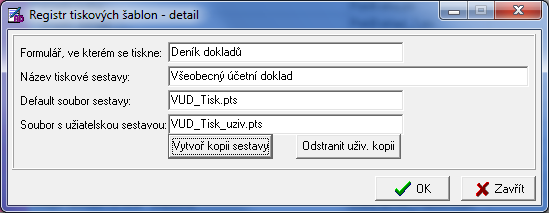 Registr tiskových šablon - detail
Formulář, ve kterém se tiskne: Deník dokladů
Název tiskové sestavy: Všeobecný účetní doklad
Default soubor sestavy: VUD_Tisk.pts
Soubor s užiatelskou sestavou: VUD_Tisk_uziv.pts
Vytvoř kopii sestavy Odstranit uživ. kopii
OK Zavřít